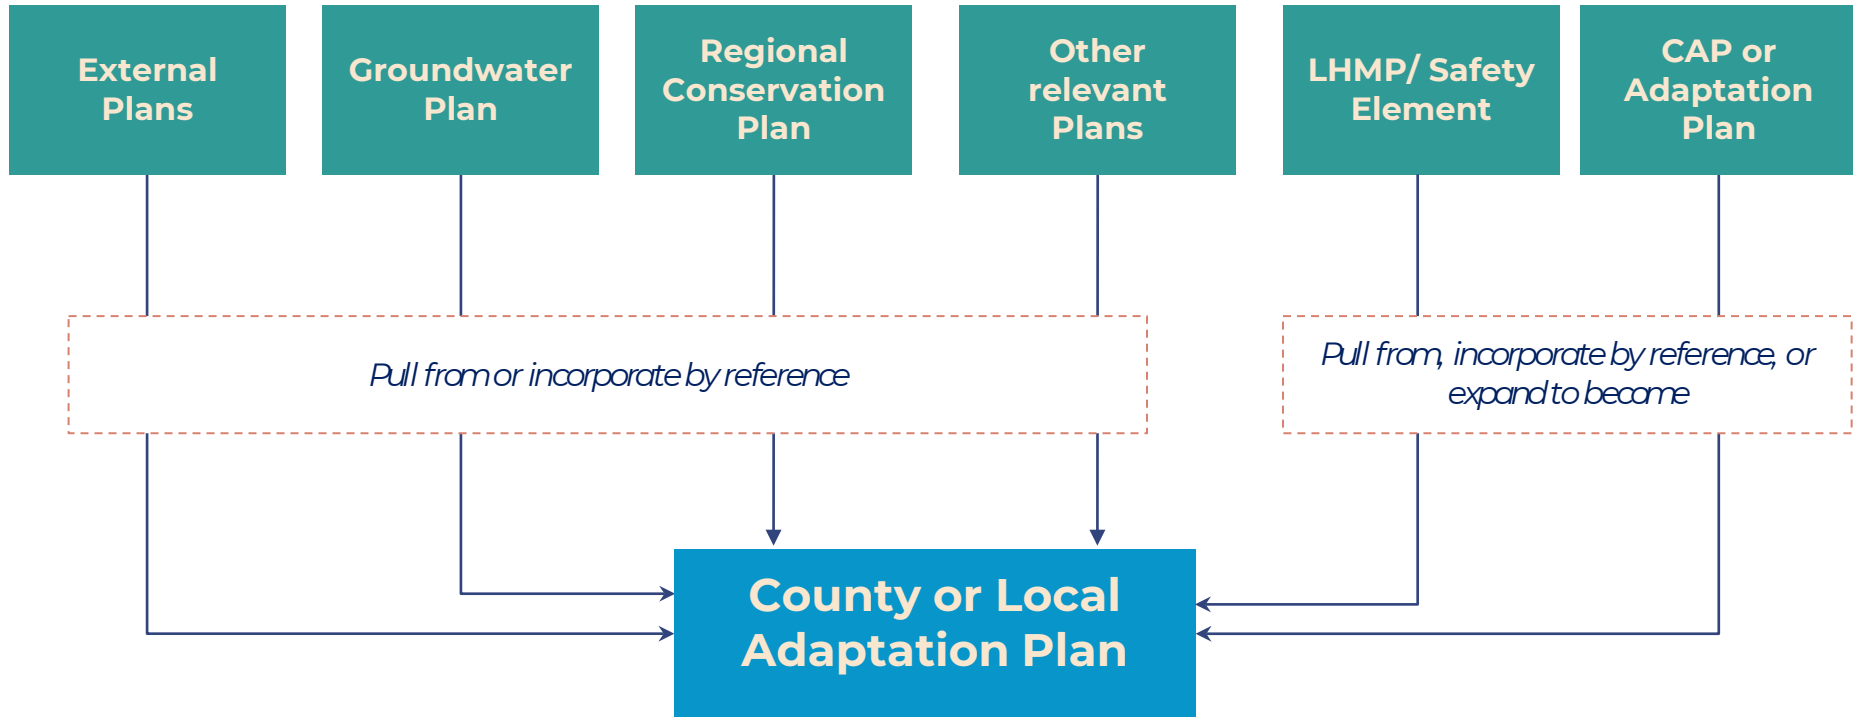 External
Plans
Groundwater
Plan
Regional
Conservation
Plan
Other
relevant
Plans
LHMP/ Safety
Element
CAP or
Adaptation
Plan
Pull from or incorporate by reference
Pull from, incorporate by reference, or
expand to become
County or Local
Adaptation Plan